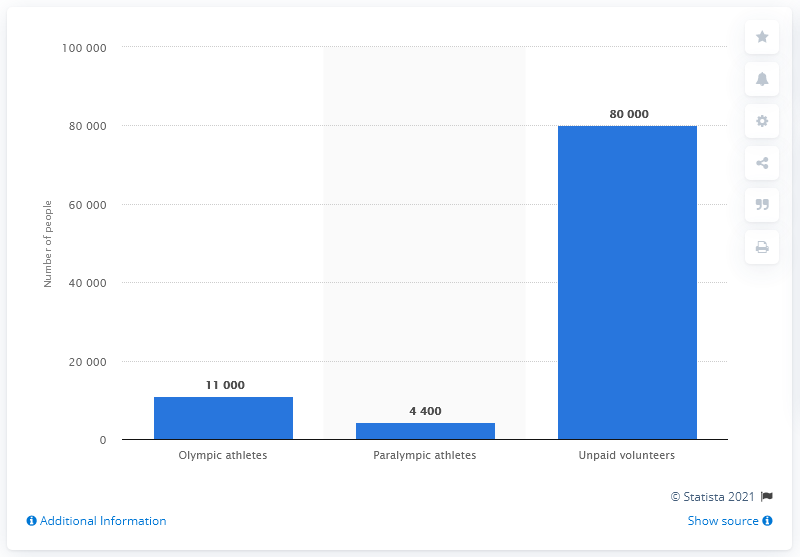 100 000
80 000
60 000
40 000
20 000
0
Number of people
11 000
4 400
80 000
Olympic athletes
Paralympic athletes
Unpaid volunteers
© Statista 2021
Additional Information
Show source